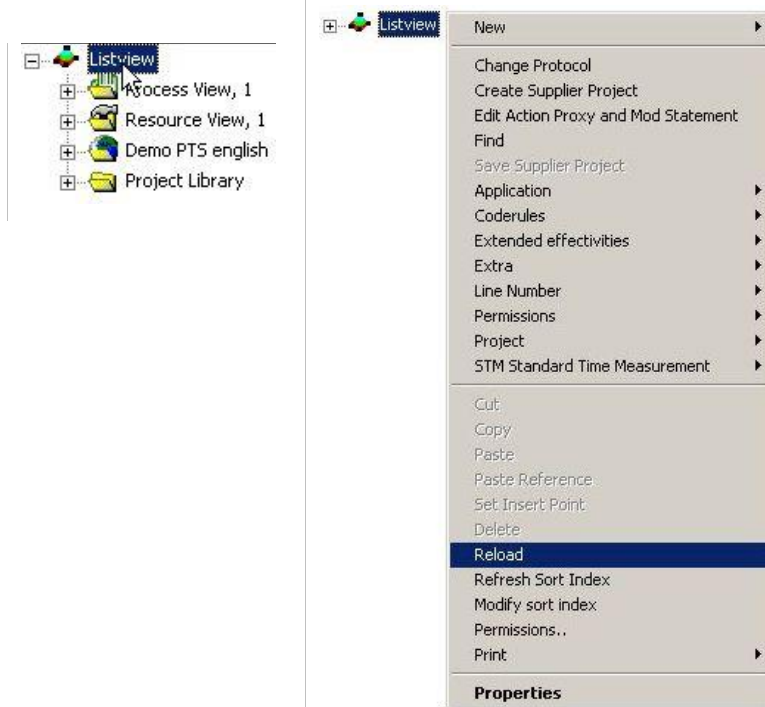 Listview
Process View, 1
Resource View, 1
Demo PTS english
Project Library
Listview
New
Change Protocol
Create Supplier Project
Edit Action Proxy and Mod Statement
Find
Save Supplier Project
Application
Coderules
Extended effectivities
Extra
Line Number
Permissions
Project
STM Standard Time Measurement
Cut
Copy
Paste
Paste Reference
Set Insert Point
Delete
Reload
Refresh Sort Index
Modify sort index
Permissions..
Print
Properties